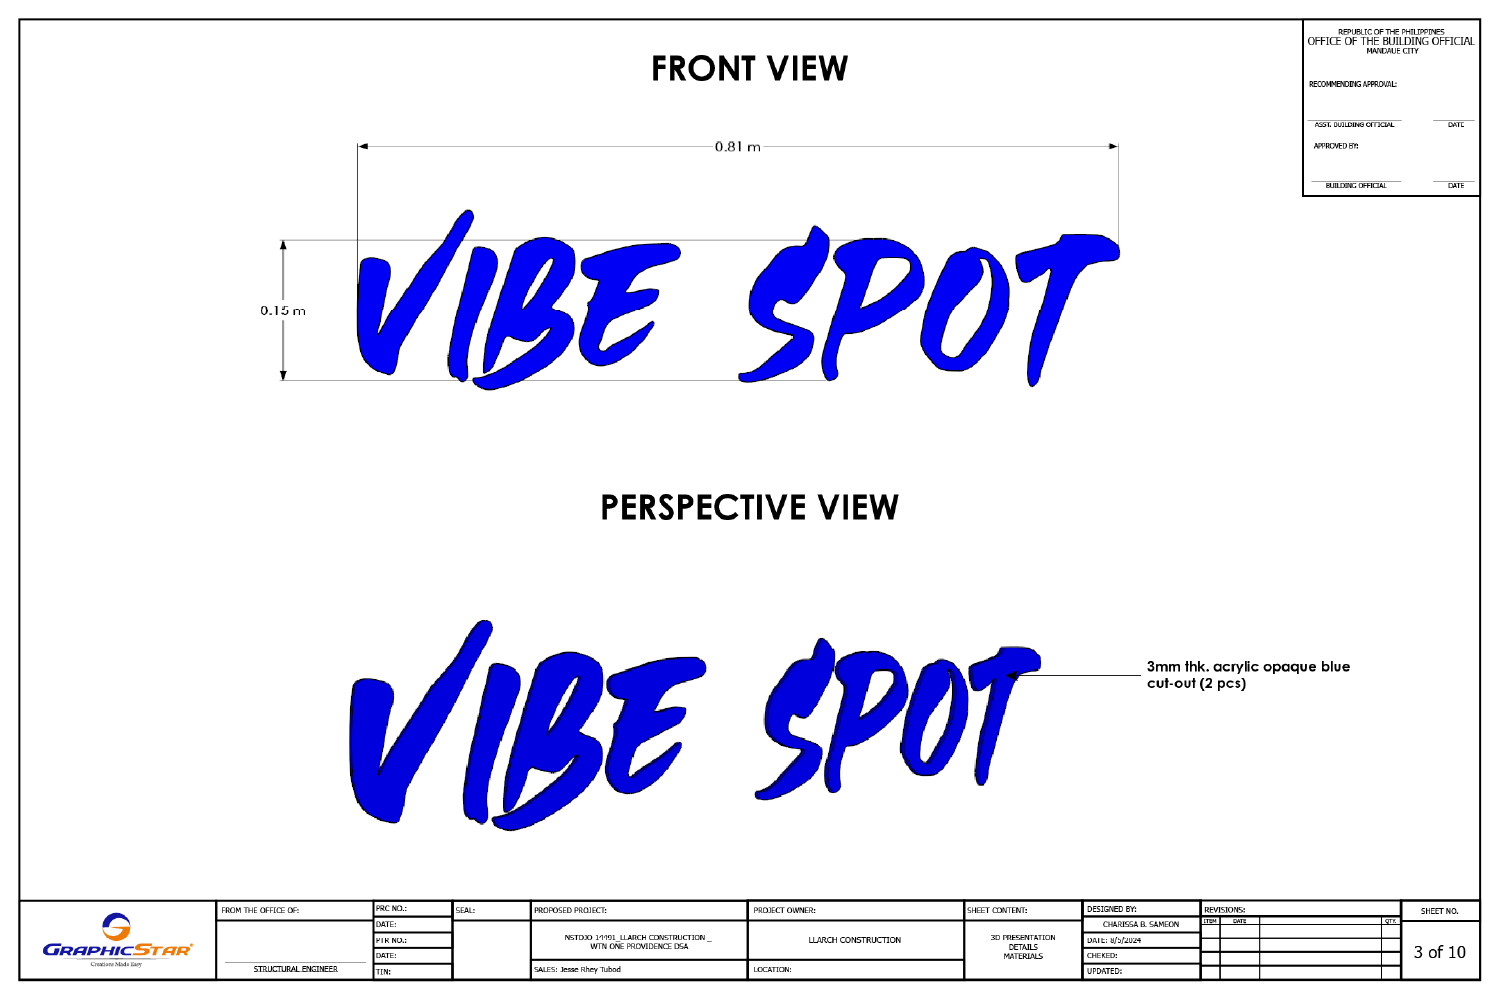 REPUBLIC OF THE PHILIPPINES
OFFICE OF THE BUILDING OFFICIAL
MANDAUE CITY
RECOMMENDING APPROVAL:
ASST. BUILDING OFFICIAL DATE
APPROVED BY:
BUILDING OFFICIAL DATE
FRONT VIEW
0.81 m
0.15 m
VIBE SPOT
PERSPECTIVE VIEW
VIBE SPOT
3mm thk. acrylic opaque blue
cut-out (2 pcs)
GRAPHICSTAR
Creations Made Easy
FROM THE OFFICE OF:
STRUCTURAL ENGINEER
PRC NO.:
DATE:
PTR NO.:
DATE:
TIN:
SEAL:
PROPOSED PROJECT:
NSTDJO 14491_LLARCH CONSTRUCTION _
WTN ONE PROVIDENCE DSA
SALES: Jesse Rhey Tubod
PROJECT OWNER:
LLARCH CONSTRUCTION
LOCATION:
SHEET CONTENT:
3D PRESENTATION
DETAILS
MATERIALS
DESIGNED BY:
CHARISSA B. SAMEON
DATE: 8/5/2024
CHEKED:
UPDATED:
REVISIONS:
ITEM DATE QTY.
SHEET NO.
3 of 10